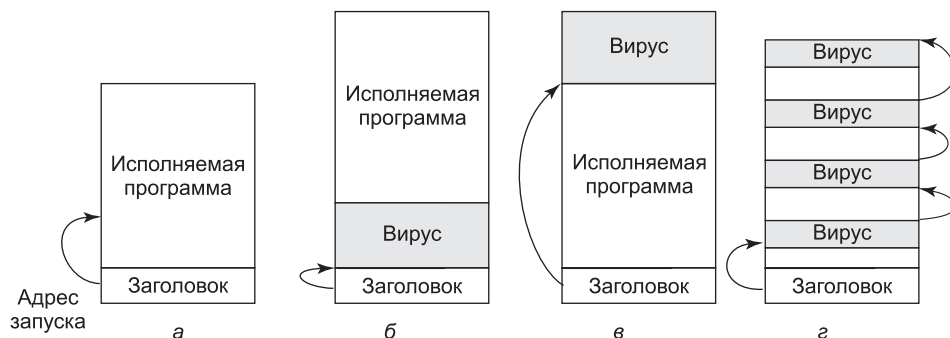 Исполняемая
программа
Заголовок
Адрес
запуска
а
Исполняемая
программа
Вирус
Заголовок
б
Вирус
Исполняемая
программа
Заголовок
в
Вирус
Вирус
Вирус
Вирус
Заголовок
г